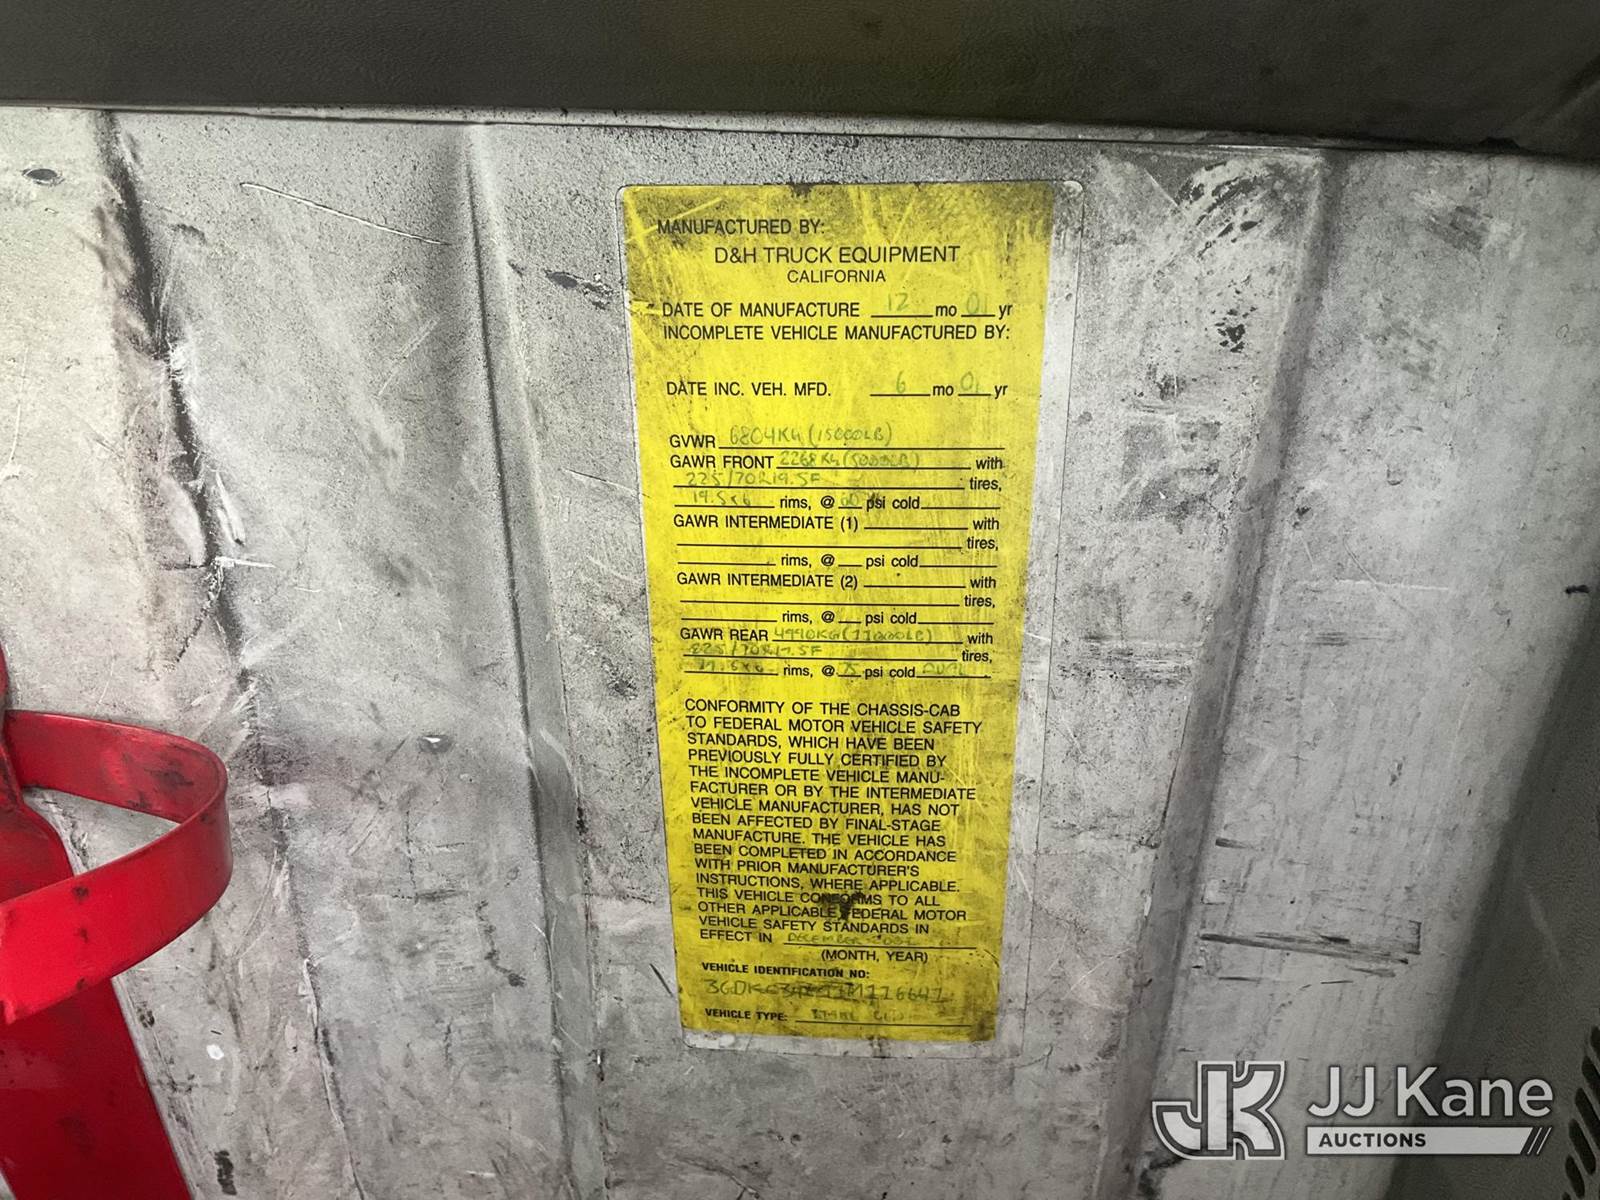 MANUFACTURED BY:
D&H TRUCK EQUIPMENT
CALIFORNIA
DATE OF MANUFACTURE 12 mo 01 yr
INCOMPLETE VEHICLE MANUFACTURED BY:
DATE INC. VEH. MFD. 6 mo 01 yr
GVWR 6804KG (15000LB)
GAWR FRONT 2268KG (5000LB) with
225/70R19.5F tires,
19.5x6 rims, @ psi cold
GAWR INTERMEDIATE (1) with
tires,
rims, @ psi cold
GAWR INTERMEDIATE (2) with
tires,
rims, @ psi cold
GAWR REAR 4990KG (11000LB) with
225/70R19.5F tires,
19.5x6 rims, @ 75 psi cold DUAL
CONFORMITY OF THE CHASSIS-CAB
TO FEDERAL MOTOR VEHICLE SAFETY
STANDARDS, WHICH HAVE BEEN
PREVIOUSLY FULLY CERTIFIED BY
THE INCOMPLETE VEHICLE MANU-
FACTURER OR BY THE INTERMEDIATE
VEHICLE MANUFACTURER, HAS NOT
BEEN AFFECTED BY FINAL-STAGE
MANUFACTURE. THE VEHICLE HAS
BEEN COMPLETED IN ACCORDANCE
WITH PRIOR MANUFACTURER'S
INSTRUCTIONS, WHERE APPLICABLE.
THIS VEHICLE CONFORMS TO ALL
OTHER APPLICABLE FEDERAL MOTOR
VEHICLE SAFETY STANDARDS IN
EFFECT IN DECEMBER 2001
(MONTH, YEAR)
VEHICLE IDENTIFICATION NO:
VEHICLE TYPE:
JK JJ Kane
AUCTIONS